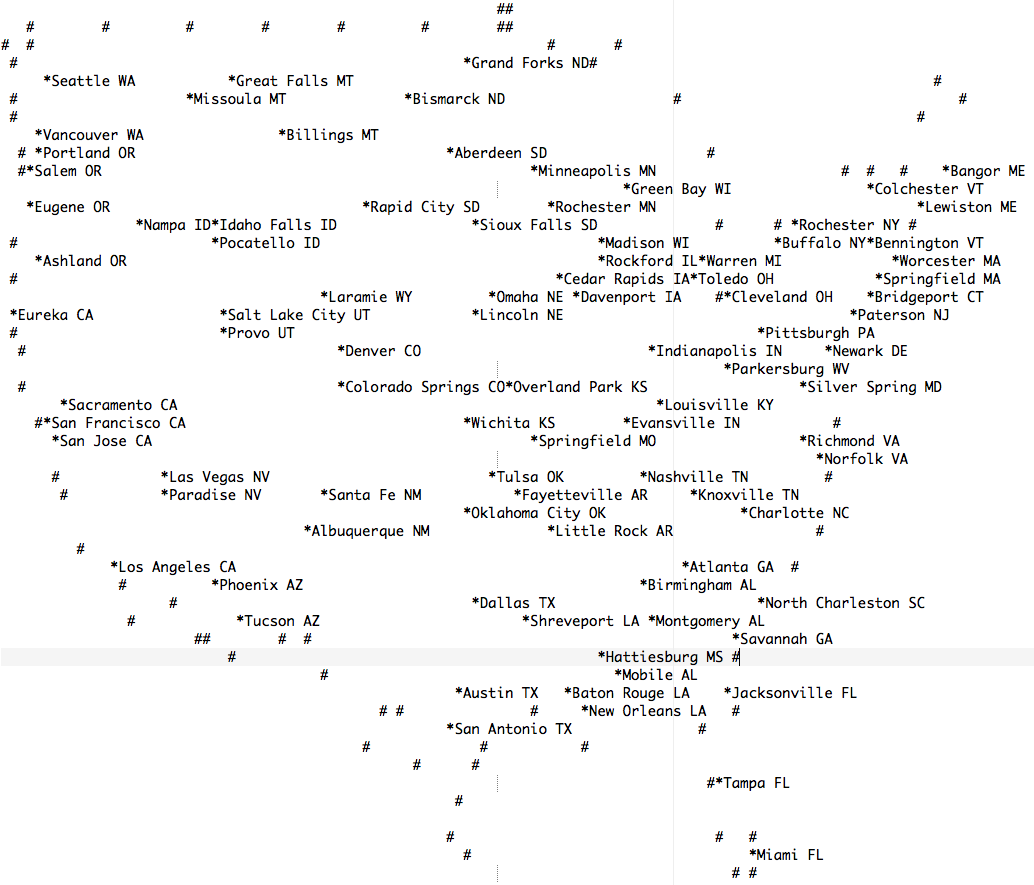 ##
# # # # # # ##
# # # #
# *Grand Forks ND#
*Seattle WA *Great Falls MT #
# *Missoula MT *Bismarck ND # #
# #
*Vancouver WA *Billings MT
# *Portland OR *Aberdeen SD #
#*Salem OR *Minneapolis MN # # # *Bangor ME
*Green Bay WI *Colchester VT
*Eugene OR *Rapid City SD *Rochester MN *Lewiston ME
*Nampa ID*Idaho Falls ID *Sioux Falls SD # # *Rochester NY #
# *Pocatello ID *Madison WI *Buffalo NY*Bennington VT
*Ashland OR *Rockford IL*Warren MI *Worcester MA
# *Cedar Rapids IA*Toledo OH *Springfield MA
*Laramie WY *Omaha NE *Davenport IA #*Cleveland OH *Bridgeport CT
*Eureka CA *Salt Lake City UT *Lincoln NE *Paterson NJ
# *Provo UT *Pittsburgh PA
# *Denver CO *Indianapolis IN *Newark DE
*Parkersburg WV
# *Colorado Springs CO*Overland Park KS *Silver Spring MD
*Sacramento CA *Louisville KY
#*San Francisco CA *Wichita KS *Evansville IN #
*San Jose CA *Springfield MO *Richmond VA
*Norfolk VA
# *Las Vegas NV *Tulsa OK *Nashville TN #
# *Paradise NV *Santa Fe NM *Fayetteville AR *Knoxville TN
*Oklahoma City OK *Charlotte NC
*Albuquerque NM *Little Rock AR #
#
*Los Angeles CA *Atlanta GA #
# *Phoenix AZ *Birmingham AL
# *Dallas TX *North Charleston SC
# *Tucson AZ *Shreveport LA *Montgomery AL
## # # *Savannah GA
# *Hattiesburg MS #
# *Mobile AL
*Austin TX *Baton Rouge LA *Jacksonville FL
# # # *New Orleans LA #
*San Antonio TX #
# # #
# #
#*Tampa FL
#
# # #
# *Miami FL
# #